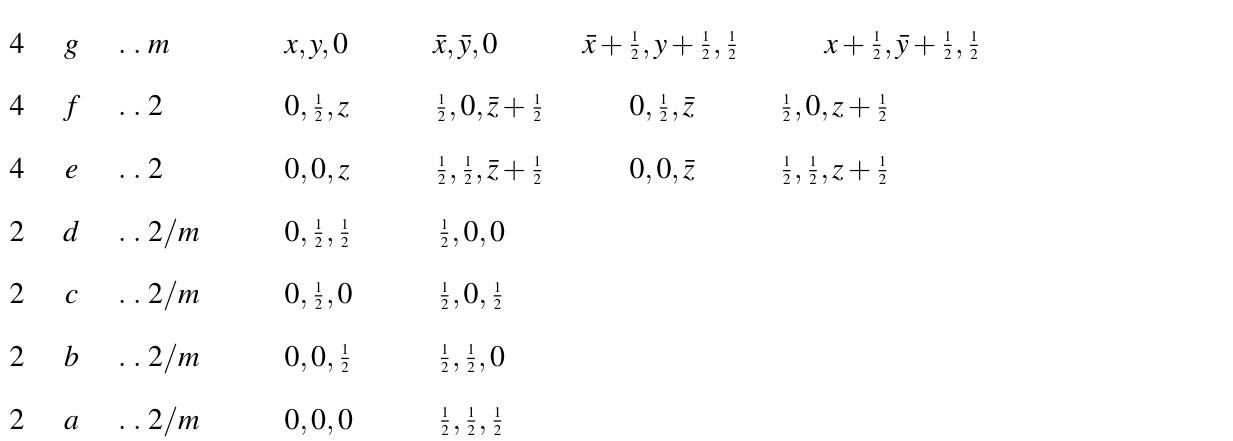 4 g ..m x,y,0 x̄,ȳ,0 x̄+½,y+½,½ x+½,ȳ+½,½
4 f ..2 0,½,z ½,0,z̄+½ 0,½,z̄ ½,0,z+½
4 e ..2 0,0,z ½,½,z̄+½ 0,0,z̄ ½,½,z+½
2 d ..2/m 0,½,½ ½,0,0
2 c ..2/m 0,½,0 ½,0,½
2 b ..2/m 0,0,½ ½,½,0
2 a ..2/m 0,0,0 ½,½,½